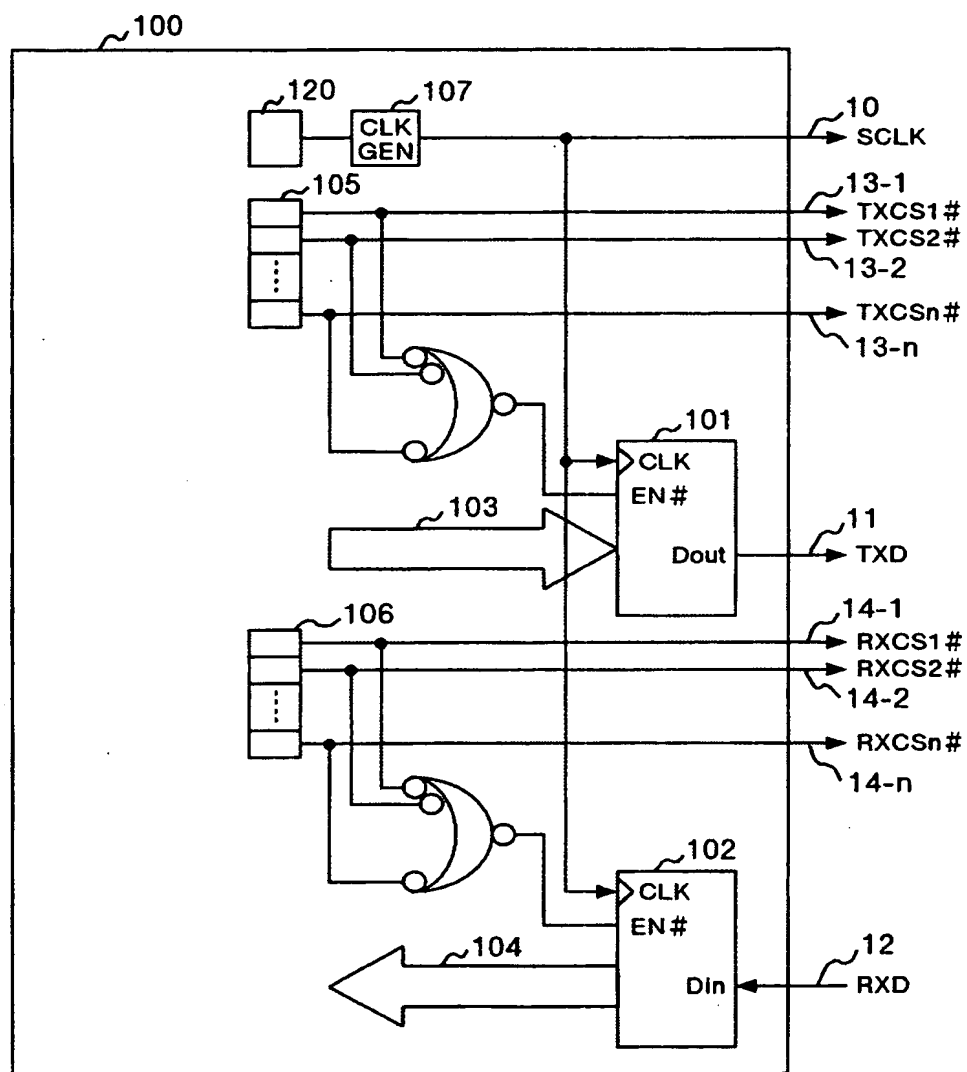 100
120
107
10
CLK
GEN
SCLK
105
13-1
TXCS1#
TXCS2#
13-2
TXCSn#
13-n
101
CLK
EN#
103
11
Dout
TXD
106
14-1
RXCS1#
RXCS2#
14-2
RXCSn#
14-n
102
CLK
EN#
104
12
Din
RXD